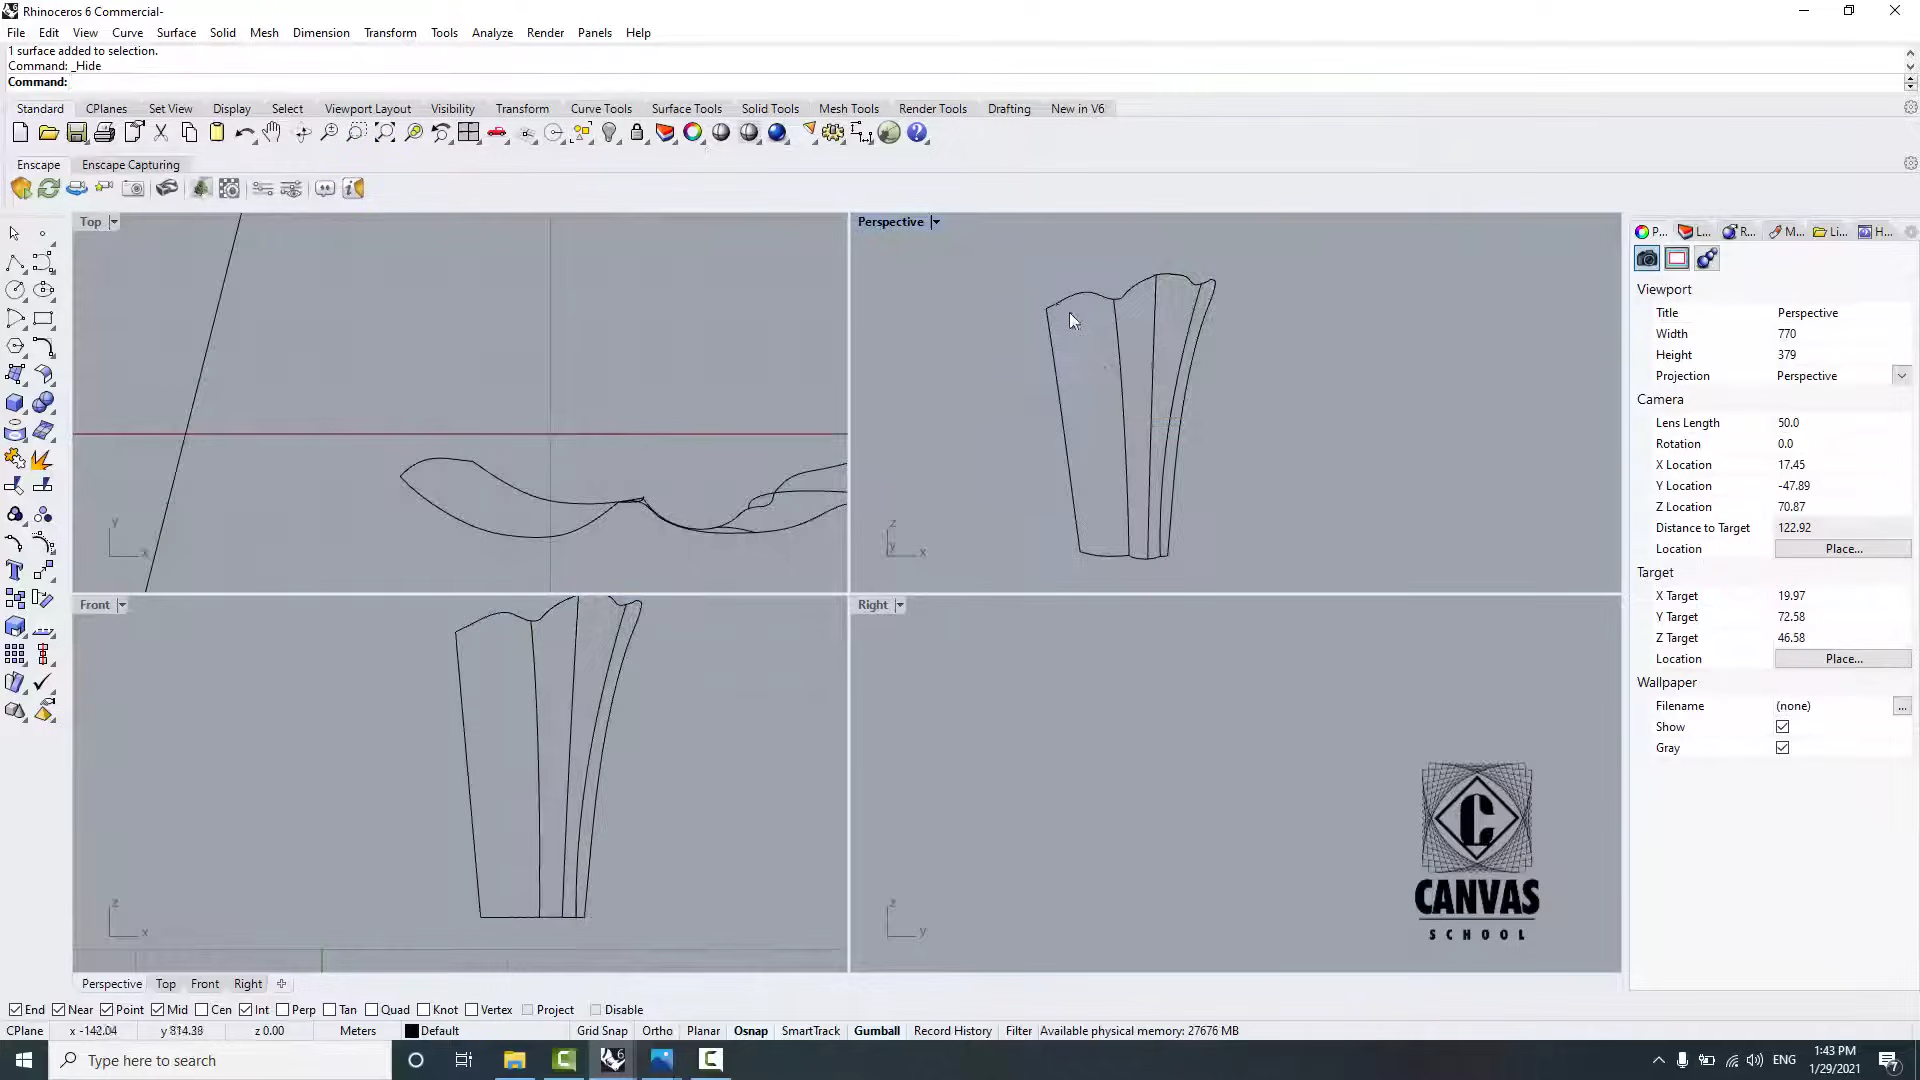 Rhinoceros 6 Commercial-
File Edit View Curve Surface Solid Mesh Dimension Transform Tools Analyze Render Panels Help
1 surface added to selection.
Command: _Hide
Command:
Standard CPlanes Set View Display Select Viewport Layout Visibility Transform Curve Tools Surface Tools Solid Tools Mesh Tools Render Tools Drafting New in V6
Enscape Enscape Capturing
Top
Perspective
P... L... R... M... Li... H...
Viewport
Title Perspective
Width 770
Height 379
Projection Perspective
Camera
Lens Length 50.0
Rotation 0.0
X Location 17.45
Y Location -47.89
Z Location 70.87
Distance to Target 122.92
Location Place...
Target
X Target 19.97
Y Target 72.58
Z Target 46.58
Location Place...
Wallpaper
Filename (none) ...
Show
Gray
y x
z y x
Front
Right
z x
z y
C
CANVAS
SCHOOL
Perspective Top Front Right
End Near Point Mid Cen Int Perp Tan Quad Knot Vertex Project Disable
CPlane x -142.04 y 814.38 z 0.00 Meters Default Grid Snap Ortho Planar Osnap SmartTrack Gumball Record History Filter Available physical memory: 27676 MB
Type here to search
ENG
1:43 PM
1/29/2021
7